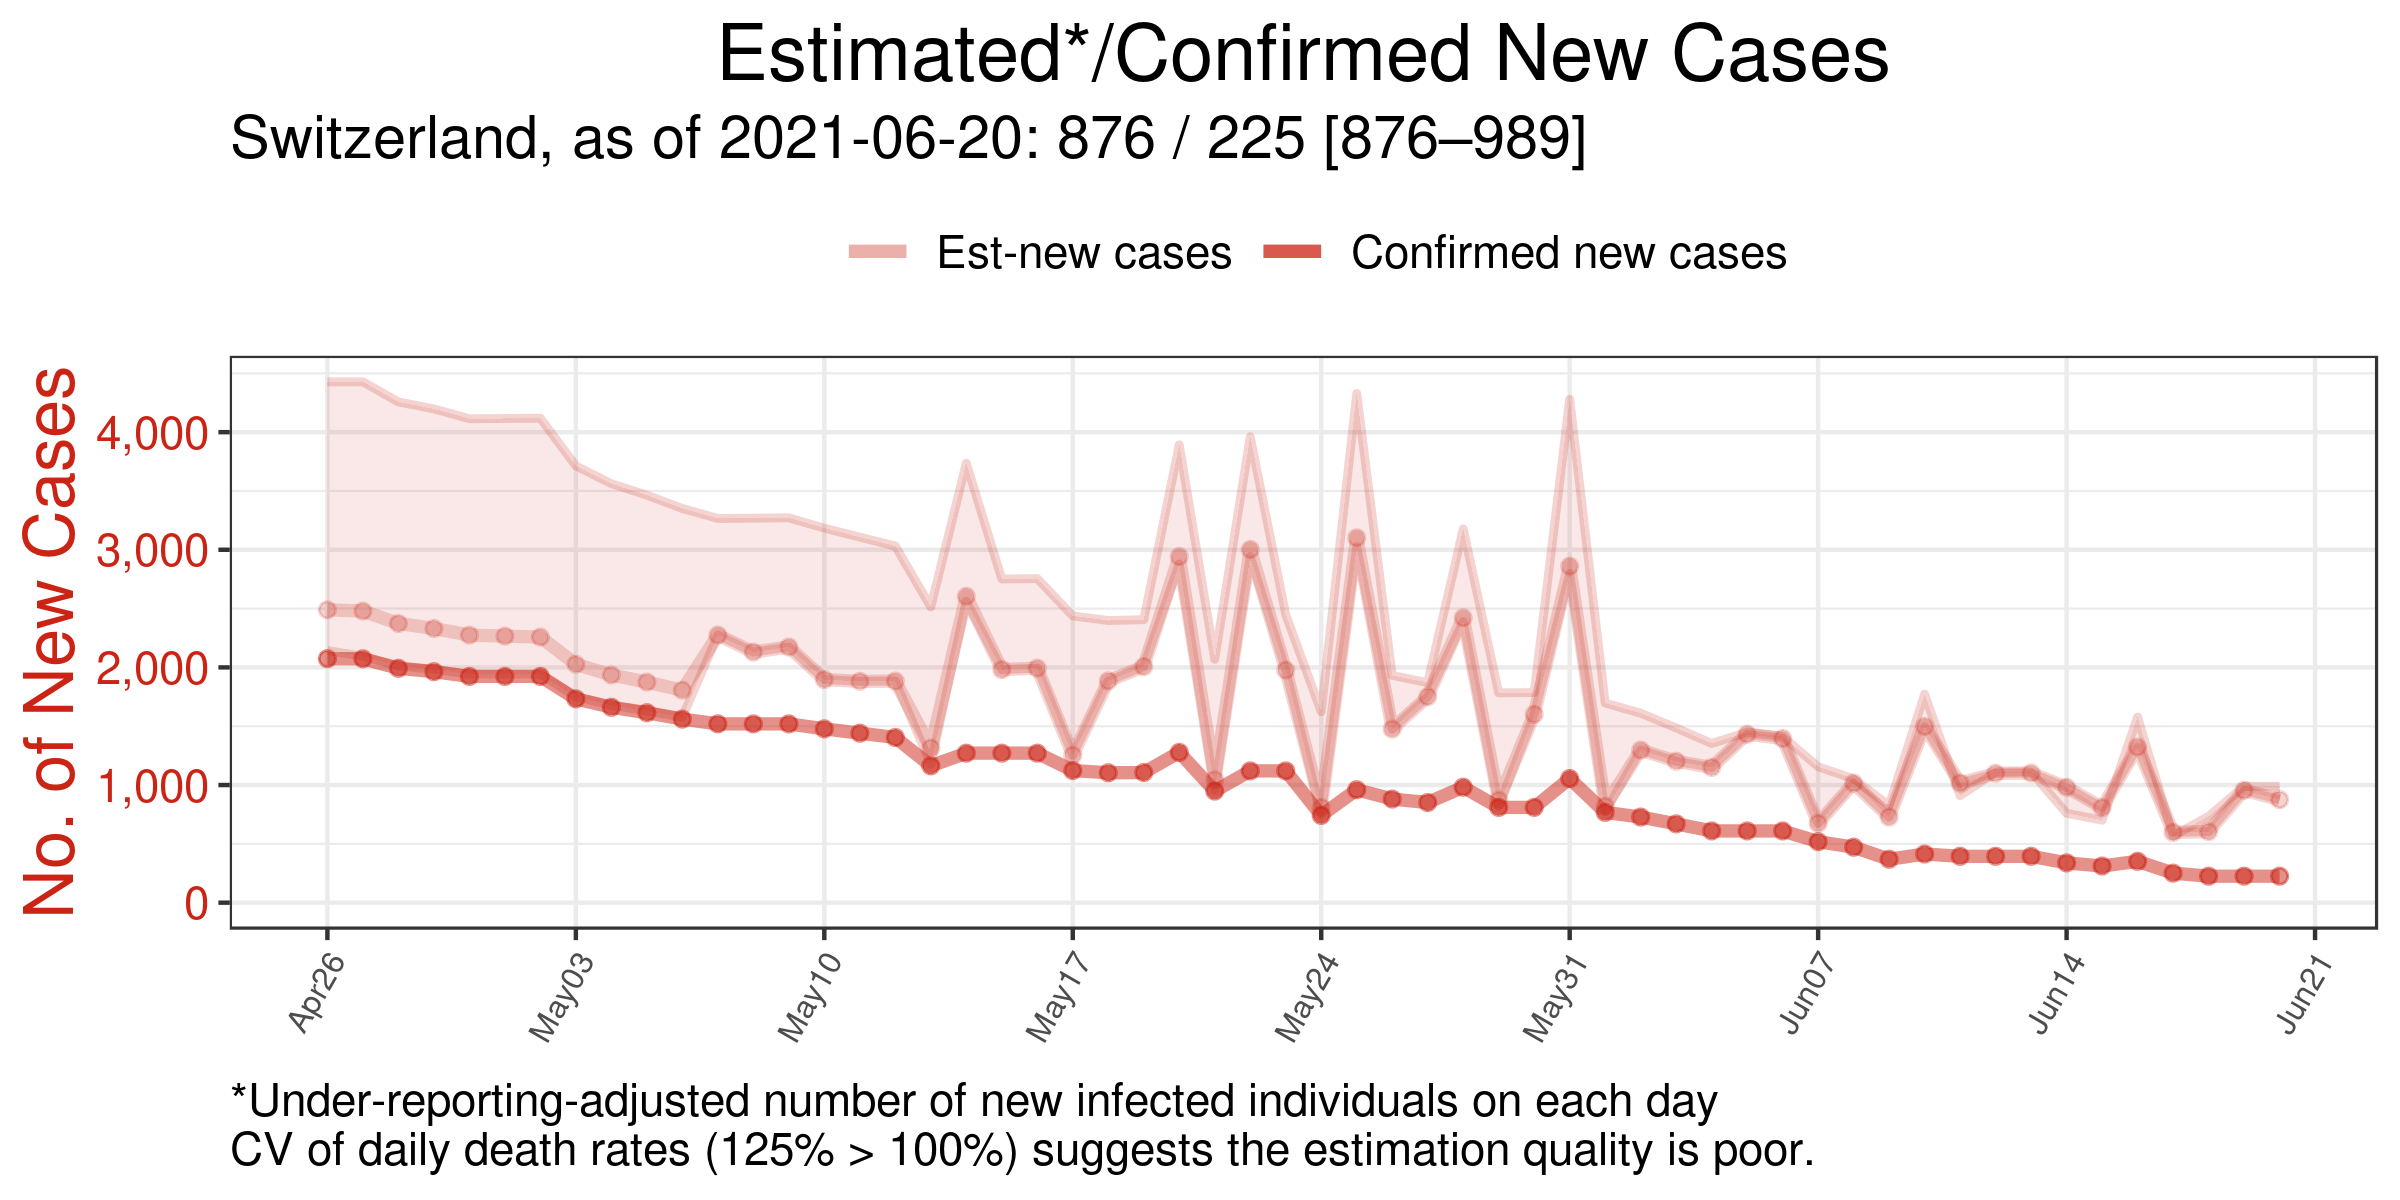 Estimated*/Confirmed New Cases
Switzerland, as of 2021-06-20: 876 / 225 [876–989]
Est-new cases
Confirmed new cases
No. of New Cases
4,000
3,000
2,000
1,000
0
Apr26
May03
May10
May17
May24
May31
Jun07
Jun14
Jun21
*Under-reporting-adjusted number of new infected individuals on each day
CV of daily death rates (125% > 100%) suggests the estimation quality is poor.